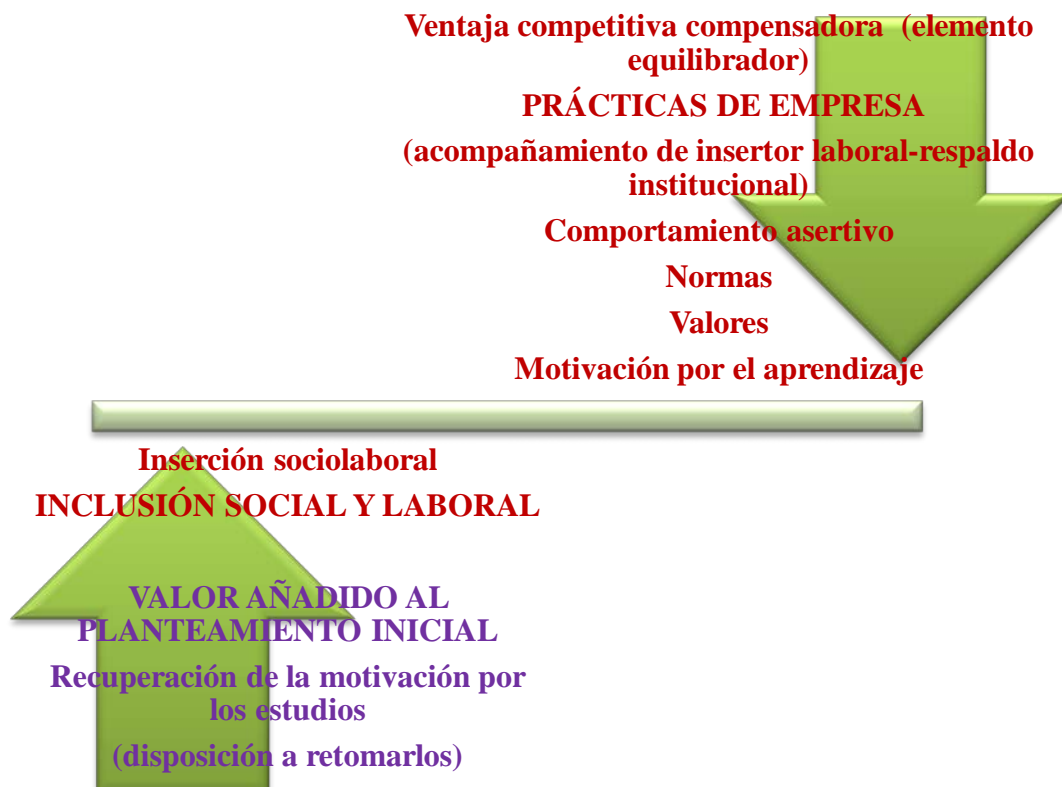 Ventaja competitiva compensadora (elemento
equilibrador)
PRÁCTICAS DE EMPRESA
(acompañamiento de insertor laboral-respaldo
institucional)
Comportamiento asertivo
Normas
Valores
Motivación por el aprendizaje
Inserción sociolaboral
INCLUSIÓN SOCIAL Y LABORAL
VALOR AÑADIDO AL
PLANTEAMIENTO INICIAL
Recuperación de la motivación por
los estudios
(disposición a retomarlos)